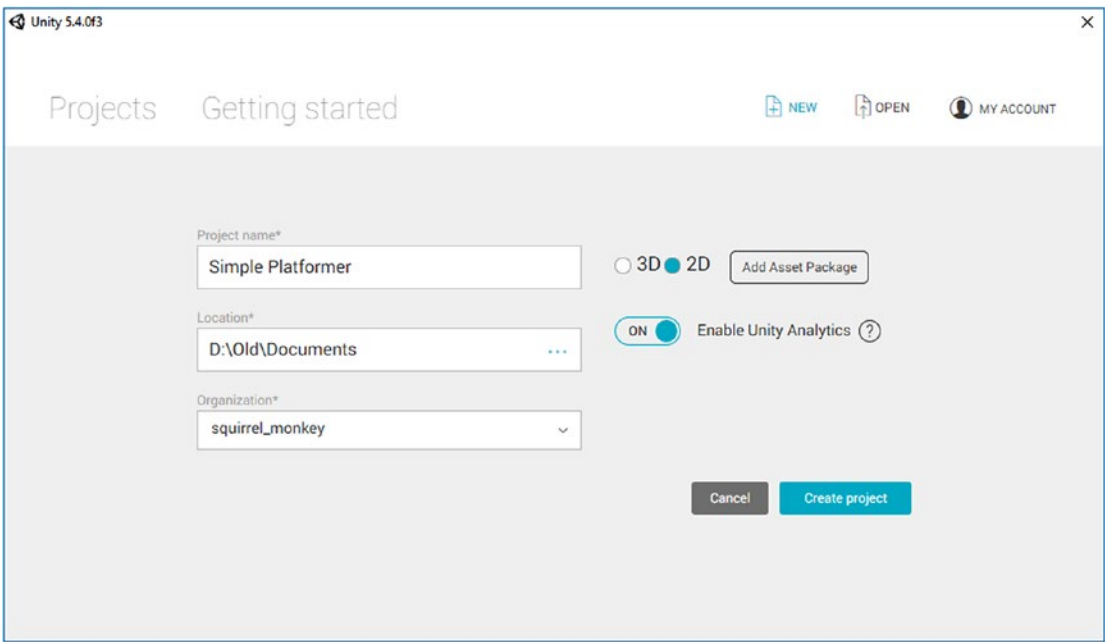 Unity 5.4.0f3
Projects Getting started NEW OPEN MY ACCOUNT
Project name*
Simple Platformer
3D 2D Add Asset Package
Location*
D:\Old\Documents ...
ON Enable Unity Analytics ?
Organization*
squirrel_monkey
Cancel Create project